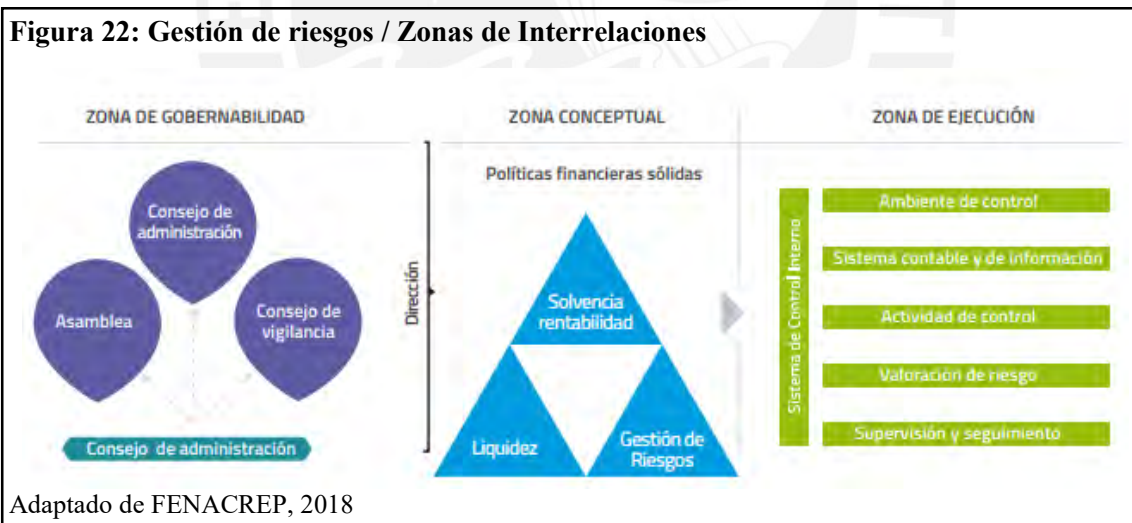 Figura 22: Gestión de riesgos / Zonas de Interrelaciones
ZONA DE GOBERNABILIDAD
Consejo de
administración
Asamblea
Consejo de
vigilancia
Consejo de administración
Dirección
ZONA CONCEPTUAL
Políticas financieras sólidas
Solvencia
rentabilidad
Liquidez
Gestión de
Riesgos
ZONA DE EJECUCIÓN
Sistema de Control Interno
Ambiente de control
Sistema contable y de información
Actividad de control
Valoración de riesgo
Supervisión y seguimiento
Adaptado de FENACREP, 2018